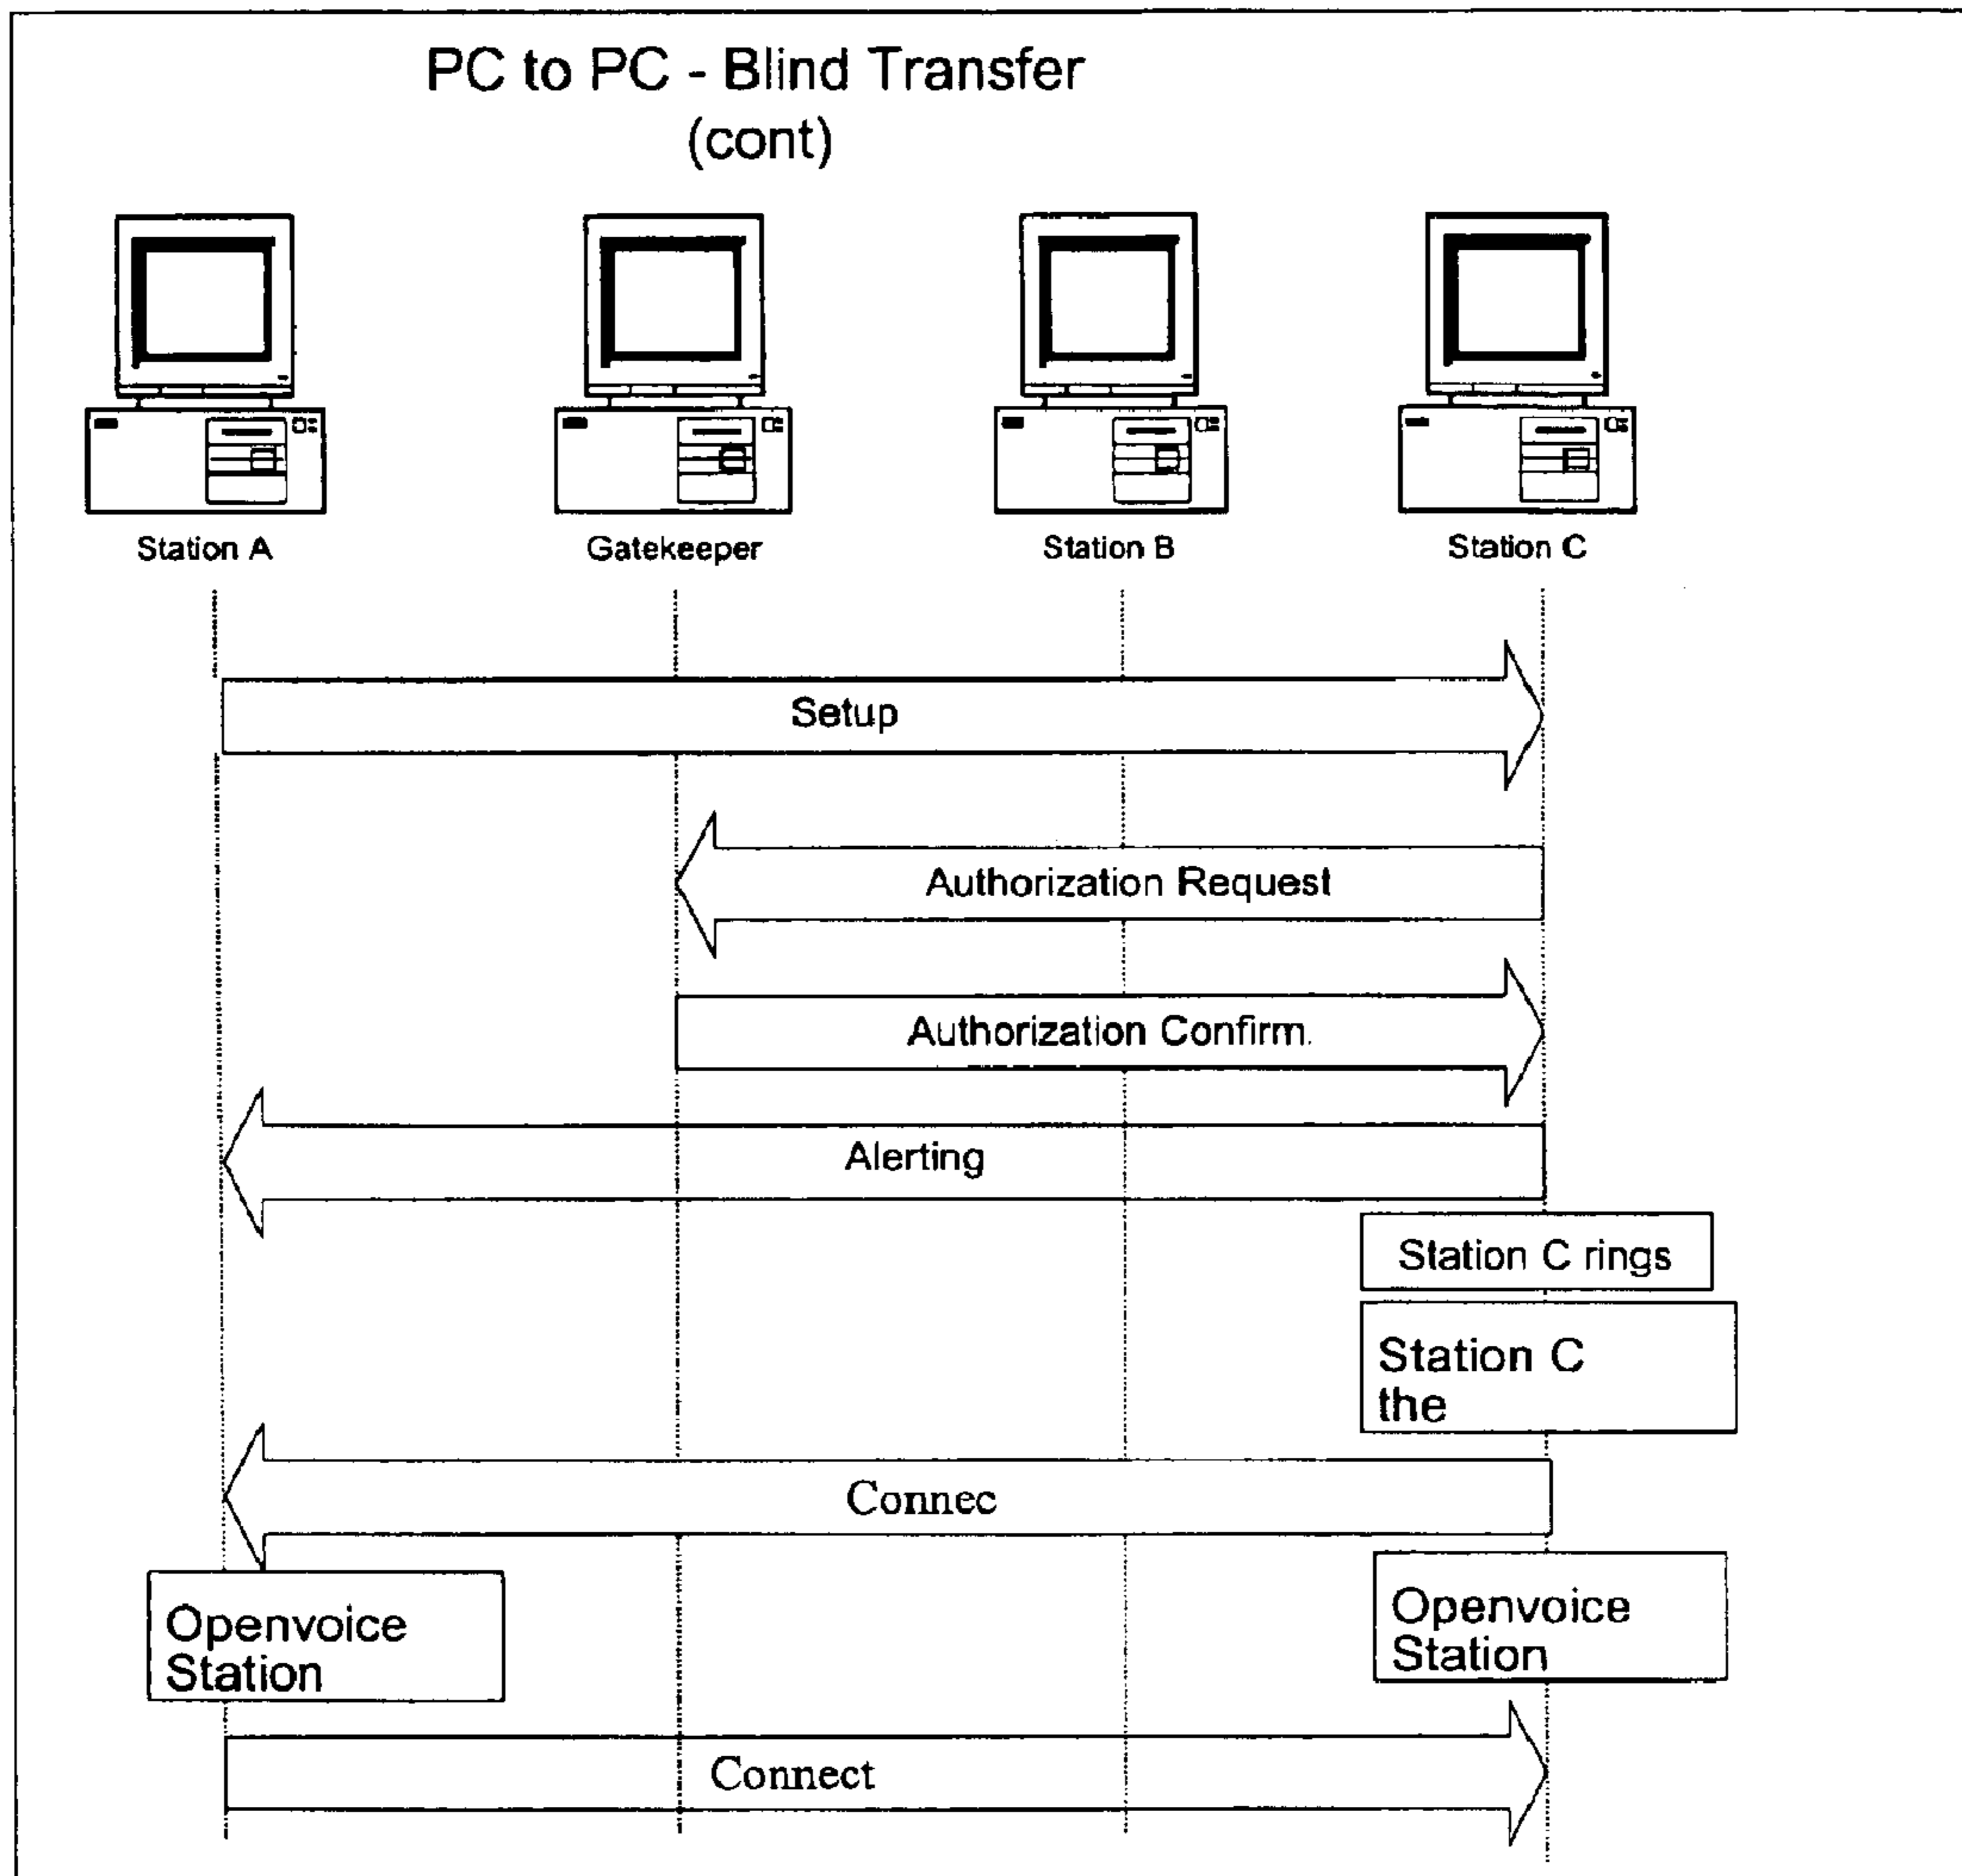 PC to PC - Blind Transfer
(cont)
Station A
Gatekeeper
Station B
Station C
Setup
Authorization Request
Authorization Confirm.
Alerting
Station C rings
Station C
the
Connec
Openvoice
Station
Openvoice
Station
Connect